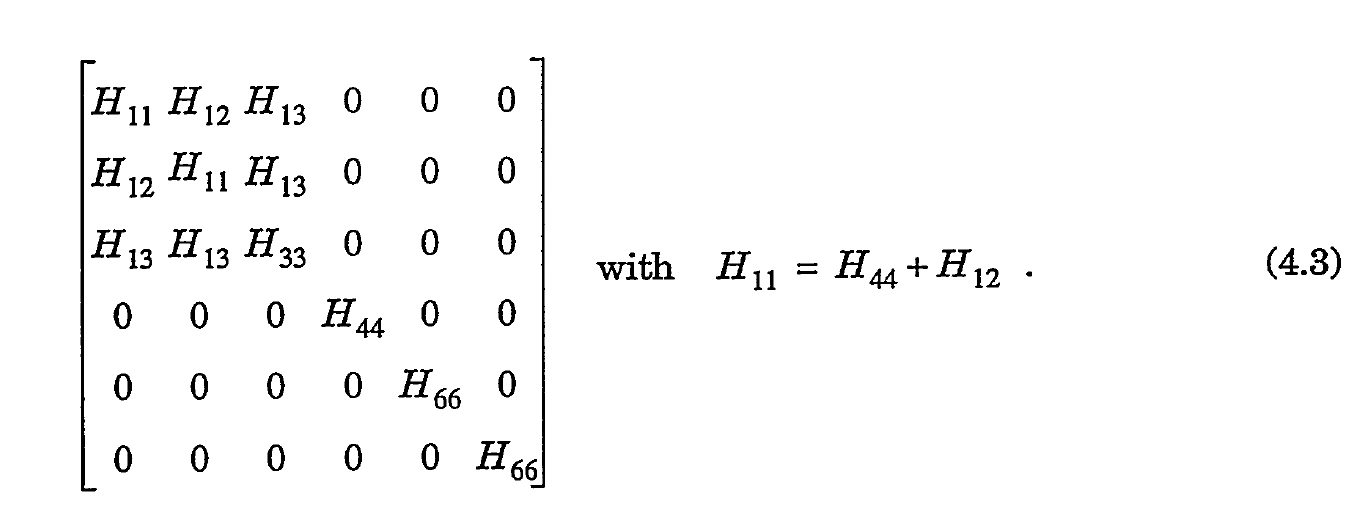 H11 H12 H13 0 0 0
H12 H11 H13 0 0 0
H13 H13 H33 0 0 0
with H11 = H44 + H12 . (4.3)
0 0 0 H44 0 0
0 0 0 0 H66 0
0 0 0 0 0 H66